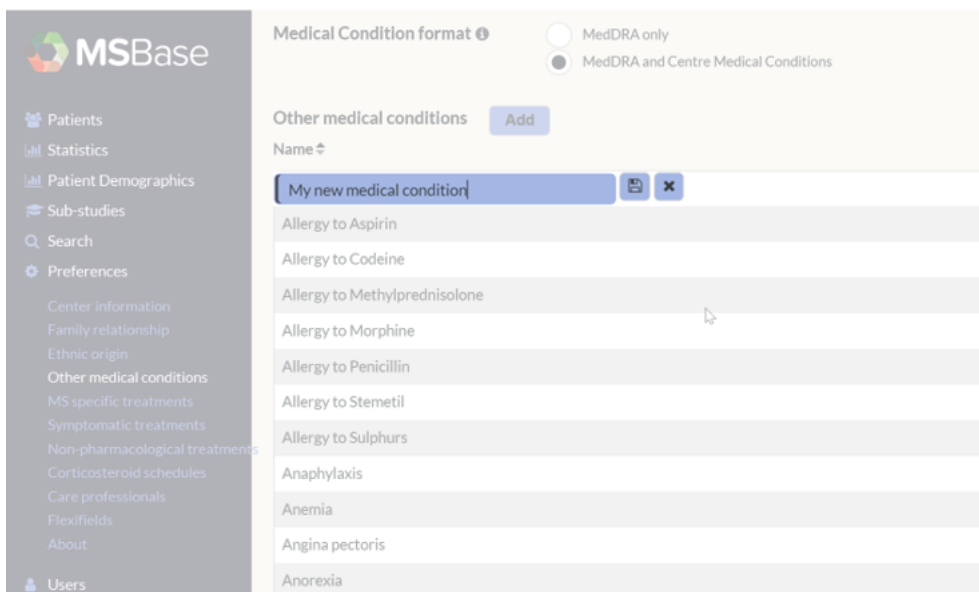 MSBase
Patients
Statistics
Patient Demographics
Sub-studies
Search
Preferences
Center information
Family relationship
Ethnic origin
Other medical conditions
MS specific treatments
Symptomatic treatments
Non-pharmacological treatments
Corticosteroid schedules
Care professionals
Flexifields
About
Users
Medical Condition format
MedDRA only
MedDRA and Centre Medical Conditions
Other medical conditions Add
Name
My new medical condition
Allergy to Aspirin
Allergy to Codeine
Allergy to Methylprednisolone
Allergy to Morphine
Allergy to Penicillin
Allergy to Stemetil
Allergy to Sulphurs
Anaphylaxis
Anemia
Angina pectoris
Anorexia